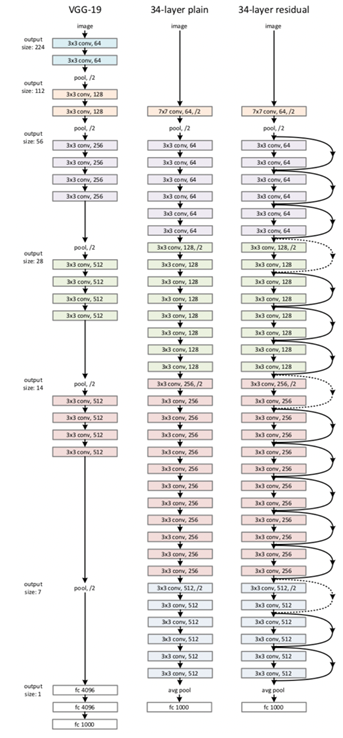 VGG-19
image
output
size: 224
3x3 conv, 64
3x3 conv, 64
pool, /2
output
size: 112
3x3 conv, 128
3x3 conv, 128
pool, /2
output
size: 56
3x3 conv, 256
3x3 conv, 256
3x3 conv, 256
3x3 conv, 256
pool, /2
output
size: 28
3x3 conv, 512
3x3 conv, 512
3x3 conv, 512
3x3 conv, 512
pool, /2
output
size: 14
3x3 conv, 512
3x3 conv, 512
3x3 conv, 512
3x3 conv, 512
output
size: 7
pool, /2
output
size: 1
fc 4096
fc 4096
fc 1000
34-layer plain
image
7x7 conv, 64, /2
pool, /2
3x3 conv, 64
3x3 conv, 64
3x3 conv, 64
3x3 conv, 64
3x3 conv, 64
3x3 conv, 64
3x3 conv, 128, /2
3x3 conv, 128
3x3 conv, 128
3x3 conv, 128
3x3 conv, 128
3x3 conv, 128
3x3 conv, 128
3x3 conv, 128
3x3 conv, 256, /2
3x3 conv, 256
3x3 conv, 256
3x3 conv, 256
3x3 conv, 256
3x3 conv, 256
3x3 conv, 256
3x3 conv, 256
3x3 conv, 256
3x3 conv, 256
3x3 conv, 256
3x3 conv, 256
3x3 conv, 512, /2
3x3 conv, 512
3x3 conv, 512
3x3 conv, 512
3x3 conv, 512
3x3 conv, 512
avg pool
fc 1000
34-layer residual
image
7x7 conv, 64, /2
pool, /2
3x3 conv, 64
3x3 conv, 64
3x3 conv, 64
3x3 conv, 64
3x3 conv, 64
3x3 conv, 64
3x3 conv, 128, /2
3x3 conv, 128
3x3 conv, 128
3x3 conv, 128
3x3 conv, 128
3x3 conv, 128
3x3 conv, 128
3x3 conv, 128
3x3 conv, 256, /2
3x3 conv, 256
3x3 conv, 256
3x3 conv, 256
3x3 conv, 256
3x3 conv, 256
3x3 conv, 256
3x3 conv, 256
3x3 conv, 256
3x3 conv, 256
3x3 conv, 256
3x3 conv, 256
3x3 conv, 512, /2
3x3 conv, 512
3x3 conv, 512
3x3 conv, 512
3x3 conv, 512
3x3 conv, 512
avg pool
fc 1000